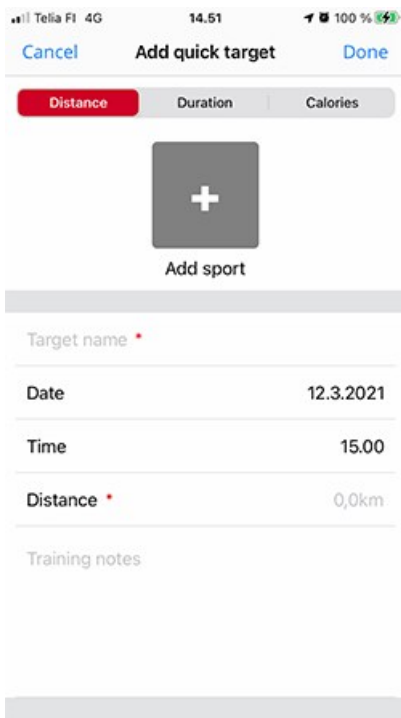 Telia FI 4G 14.51 100 %
Cancel Add quick target Done
Distance Duration Calories
Add sport
Target name *
Date 12.3.2021
Time 15.00
Distance * 0,0km
Training notes